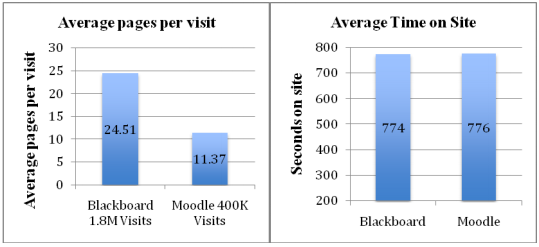 Average pages per visit
Average pages per visit
30
25
20
15
10
5
0
24.51
11.37
Blackboard
1.8M Visits
Moodle 400K
Visits
Average Time on Site
Seconds on site
800
700
600
500
400
300
200
774
776
Blackboard
Moodle